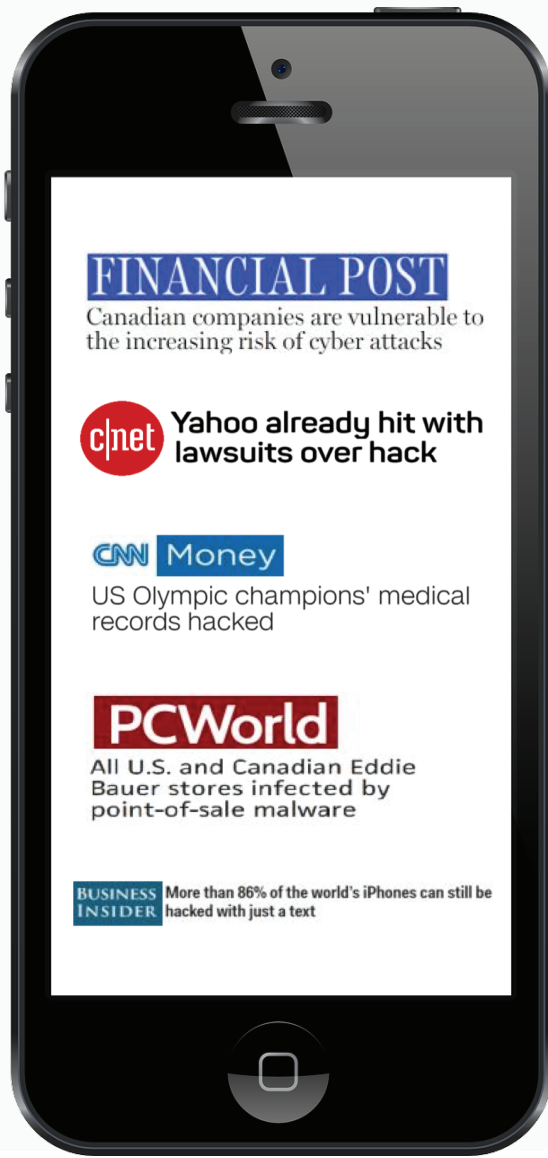 FINANCIAL POST
Canadian companies are vulnerable to
the increasing risk of cyber attacks
c|net
Yahoo already hit with
lawsuits over hack
CNN Money
US Olympic champions' medical
records hacked
PCWorld
All U.S. and Canadian Eddie
Bauer stores infected by
point-of-sale malware
BUSINESS
INSIDER
More than 86% of the world's iPhones can still be
hacked with just a text